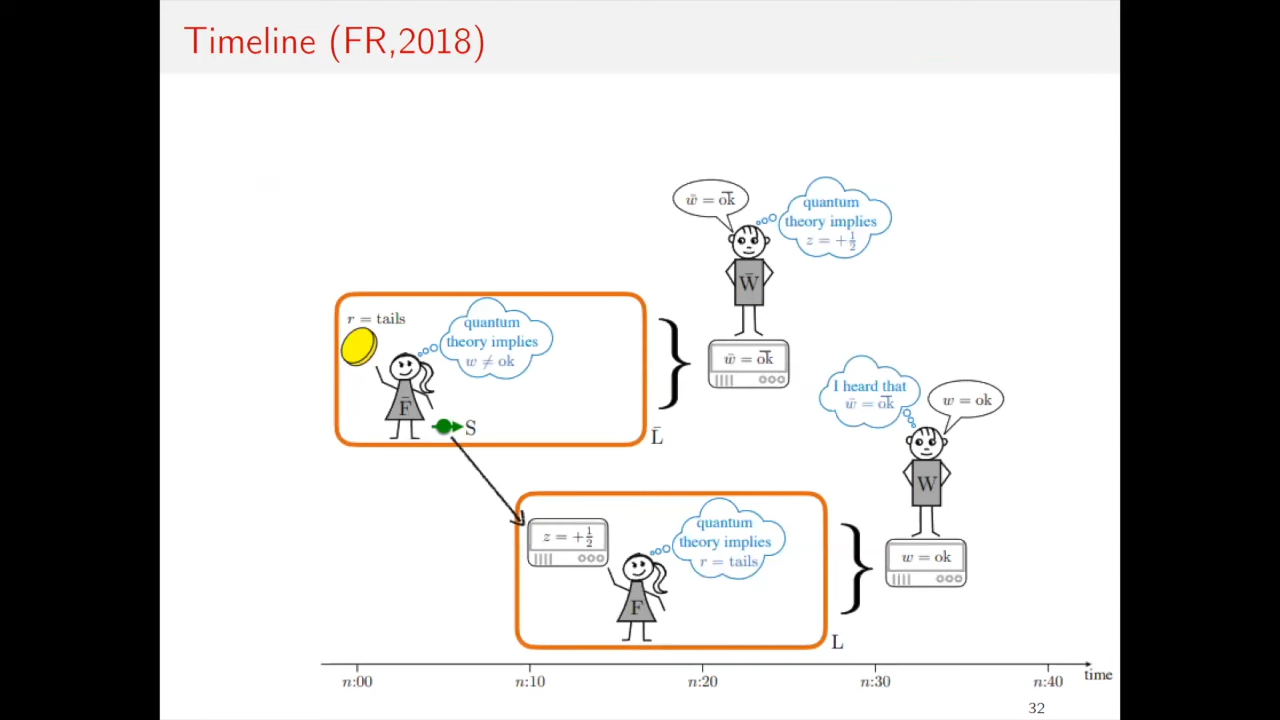 Timeline (FR,2018)
w̄ = o̅k̅
quantum
theory implies
z = +½
W̄
w̄ = o̅k̅
r = tails
quantum
theory implies
w ≠ ok
F̄
S
L̄
I heard that
w̄ = o̅k̅
w = ok
W
w = ok
z = +½
quantum
theory implies
r = tails
F
L
n:00 n:10 n:20 n:30 n:40 time
32